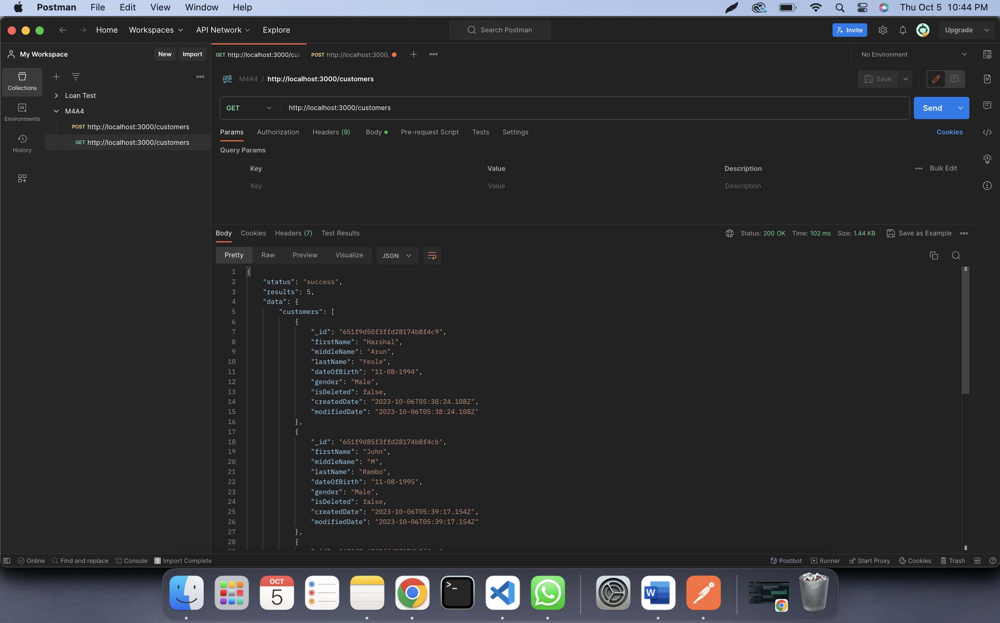 Postman File Edit View Window Help Thu Oct 5 10:44 PM
Home Workspaces API Network Explore Search Postman Invite Upgrade
My Workspace New Import GET http://localhost:3000/cus POST http://localhost:3000, No Environment
Collections
Environments
History
Loan Test
M4A4
POST http://localhost:3000/customers
GET http://localhost:3000/customers
HTTP M4A4 / http://localhost:3000/customers Save
GET http://localhost:3000/customers Send
Params Authorization Headers (9) Body Pre-request Script Tests Settings Cookies
Query Params
Key Value Description Bulk Edit
Key Value Description
Body Cookies Headers (7) Test Results Status: 200 OK Time: 102 ms Size: 1.44 KB Save as Example
Pretty Raw Preview Visualize JSON
1 {
2 "status": "success",
3 "results": 5,
4 "data": {
5 "customers": [
6 {
7 "_id": "651f9d50f3ffd28174b8f4c9",
8 "firstName": "Harshal",
9 "middleName": "Arun",
10 "lastName": "Yeole",
11 "dateOfBirth": "11-08-1994",
12 "gender": "Male",
13 "isDeleted": false,
14 "createdDate": "2023-10-06T05:38:24.108Z",
15 "modifiedDate": "2023-10-06T05:38:24.108Z"
16 },
17 {
18 "_id": "651f9d85f3ffd28174b8f4cb",
19 "firstName": "John",
20 "middleName": "M",
21 "lastName": "Rambo",
22 "dateOfBirth": "11-08-1995",
23 "gender": "Male",
24 "isDeleted": false,
25 "createdDate": "2023-10-06T05:39:17.154Z",
26 "modifiedDate": "2023-10-06T05:39:17.154Z"
27 },
28 {
Online Find and replace Console 1 Import Complete Postbot Runner Start Proxy Cookies Trash
OCT
5
>_
W